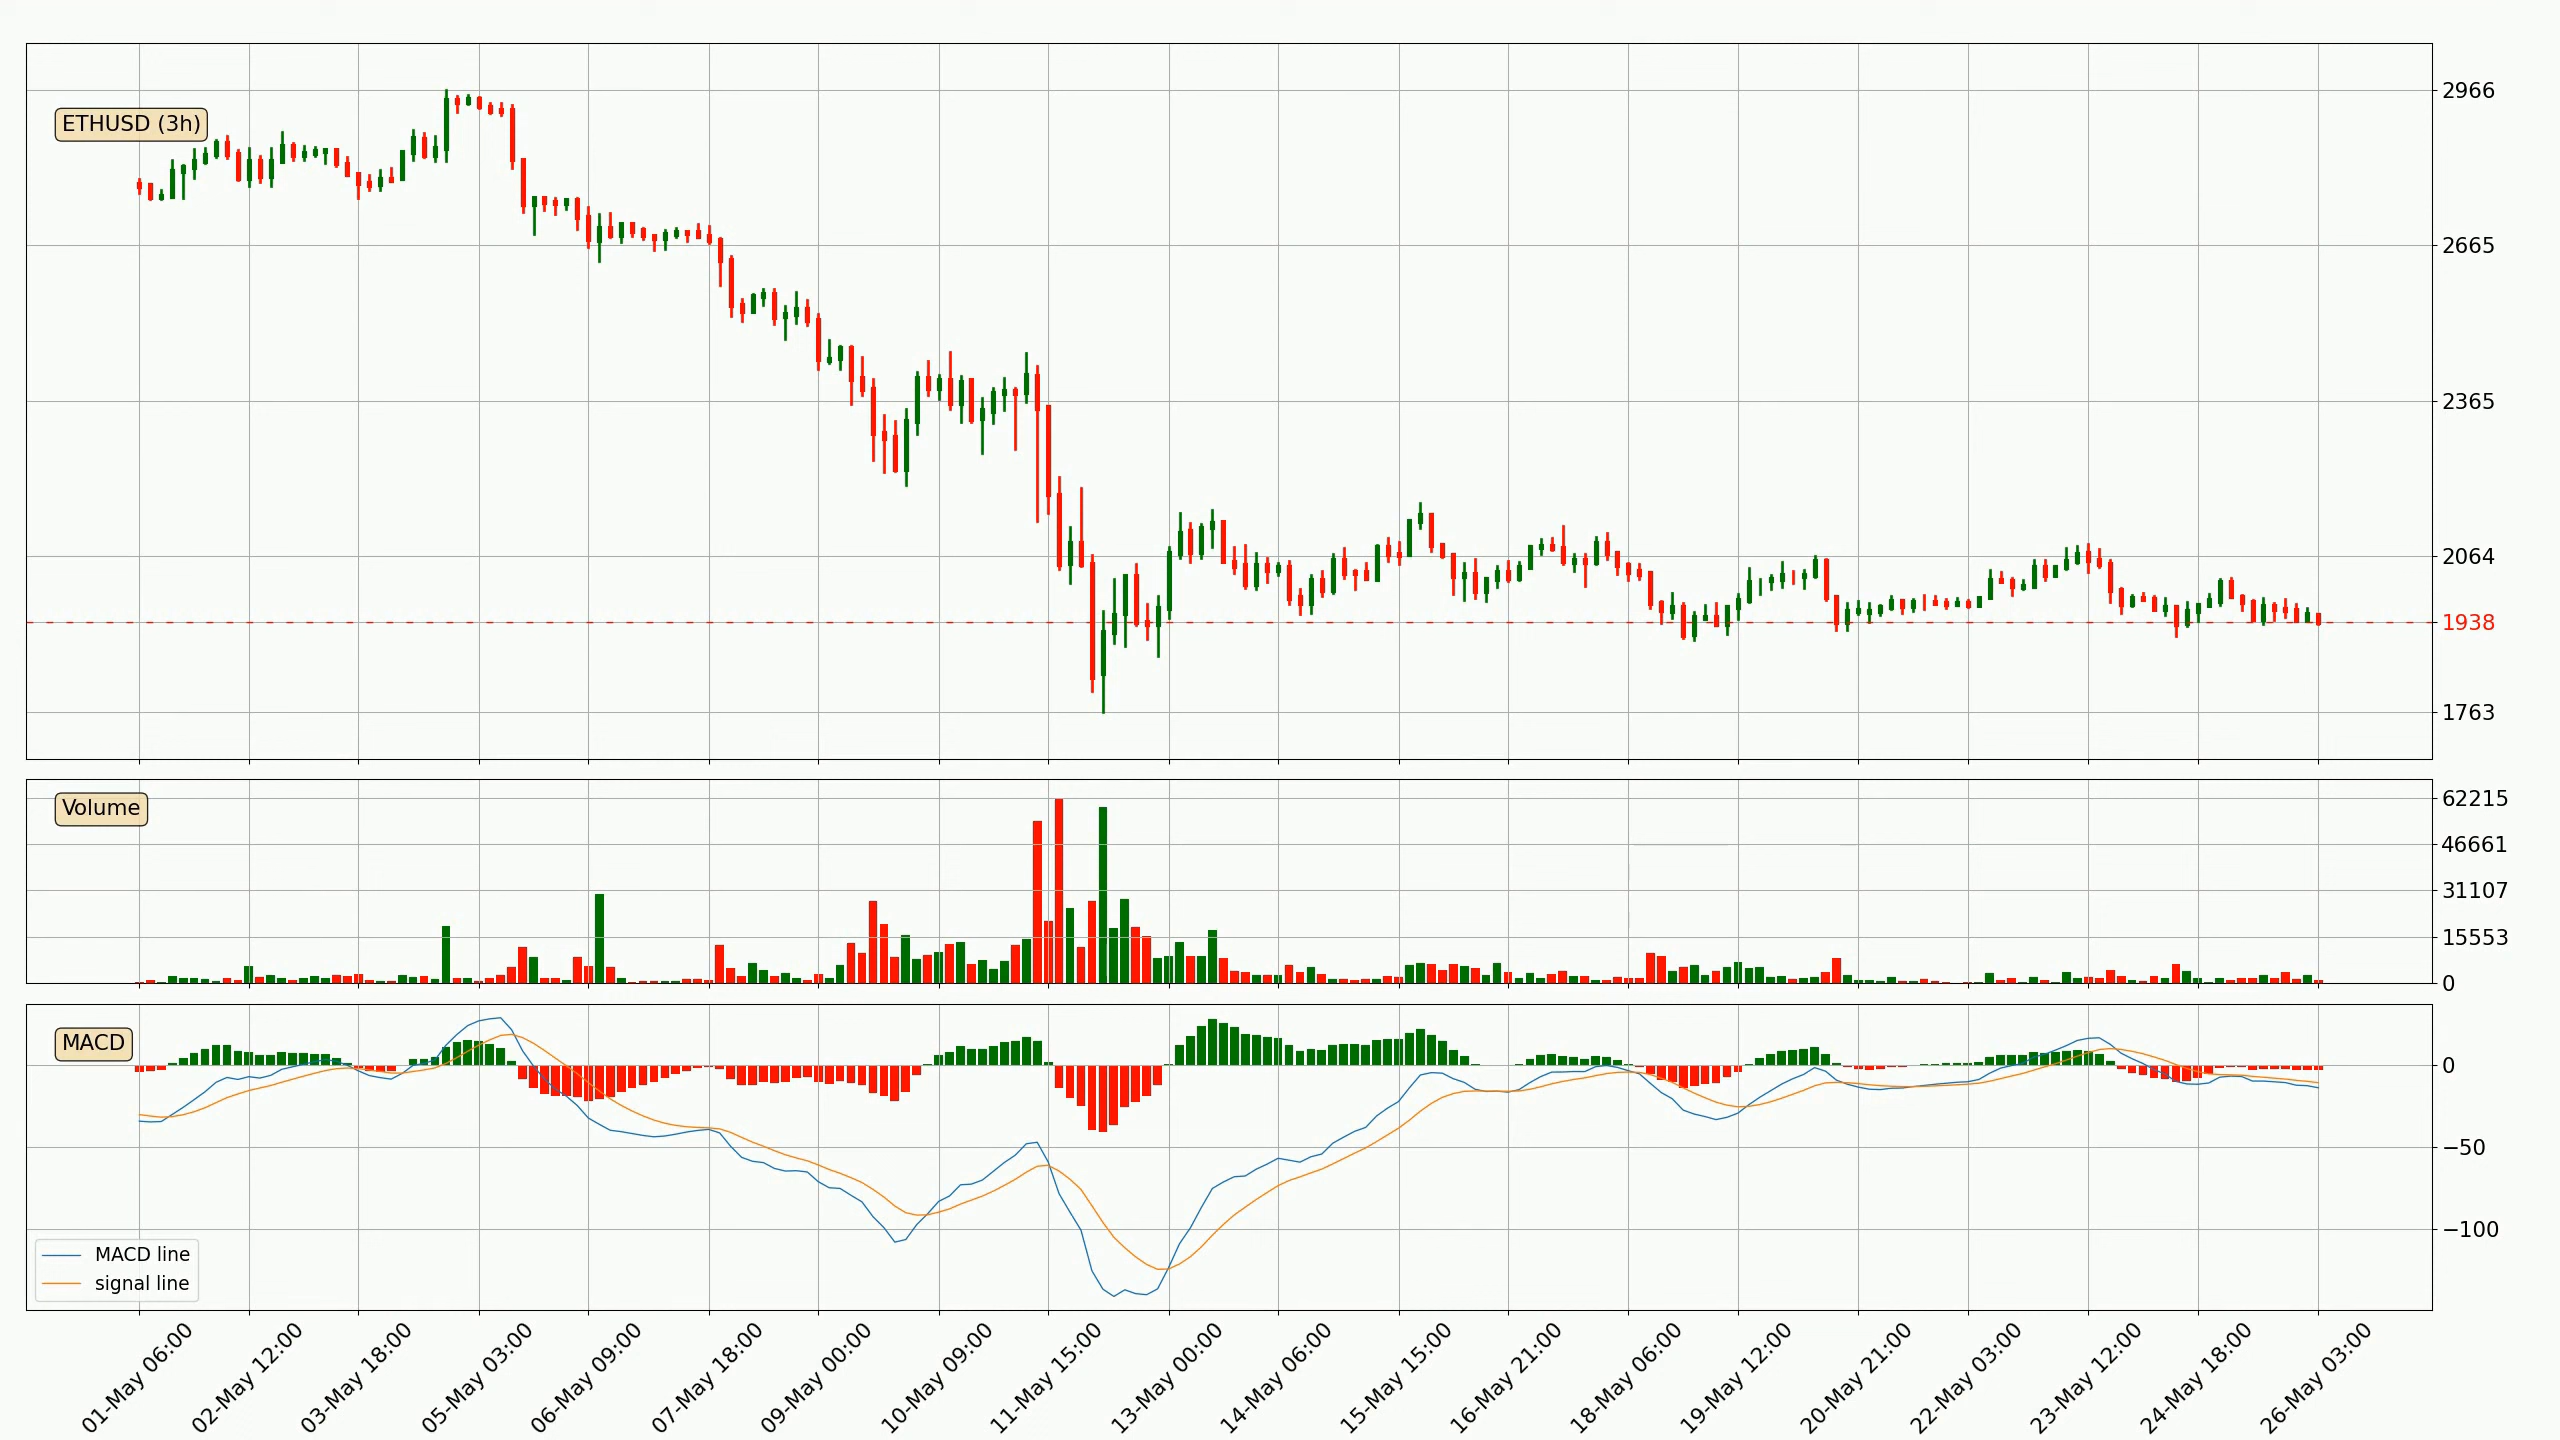 ETHUSD (3h)
2966
2665
2365
2064
1938
1763
Volume
62215
46661
31107
15553
0
MACD
0
−50
−100
MACD line
signal line
01-May 06:00
02-May 12:00
03-May 18:00
05-May 03:00
06-May 09:00
07-May 18:00
09-May 00:00
10-May 09:00
11-May 15:00
13-May 00:00
14-May 06:00
15-May 15:00
16-May 21:00
18-May 06:00
19-May 12:00
20-May 21:00
22-May 03:00
23-May 12:00
24-May 18:00
26-May 03:00